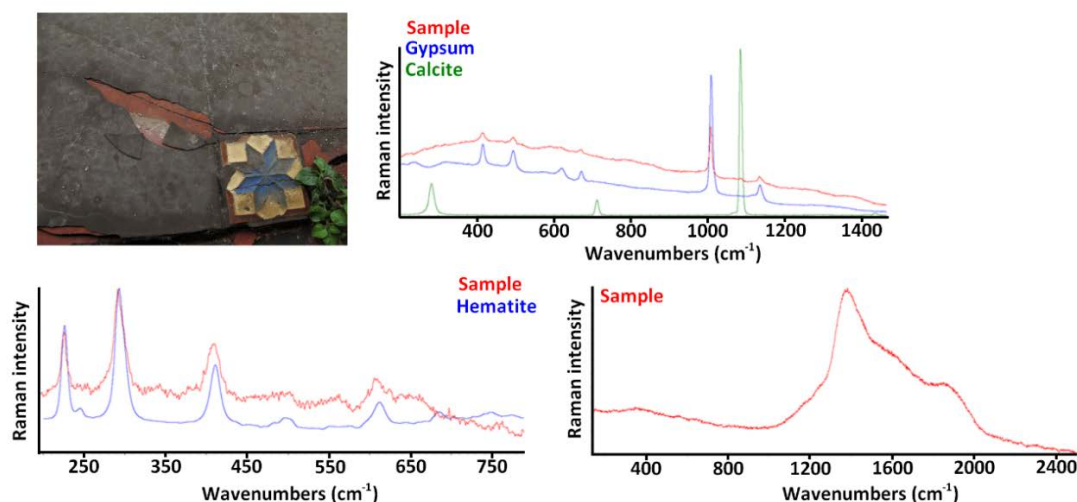 Sample
Gypsum
Calcite
Raman intensity
400 600 800 1000 1200 1400
Wavenumbers (cm-1)
Sample
Hematite
Raman intensity
250 350 450 550 650 750
Wavenumbers (cm-1)
Sample
Raman intensity
400 800 1200 1600 2000 2400
Wavenumbers (cm-1)